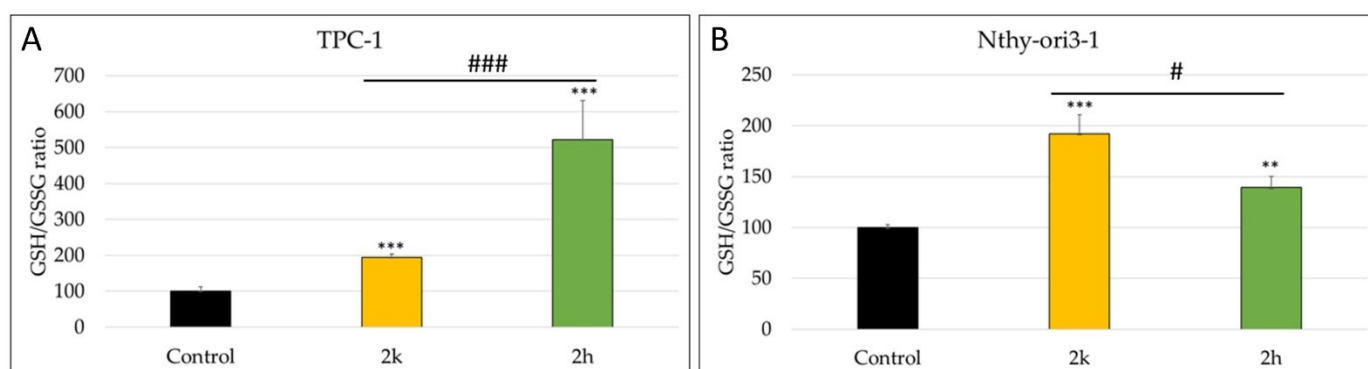 A
TPC-1
###
GSH/GSSG ratio
700
600
500
400
300
200
100
0
***
***
Control
2k
2h
B
Nthy-ori3-1
#
GSH/GSSG ratio
250
200
150
100
50
0
***
**
Control
2k
2h